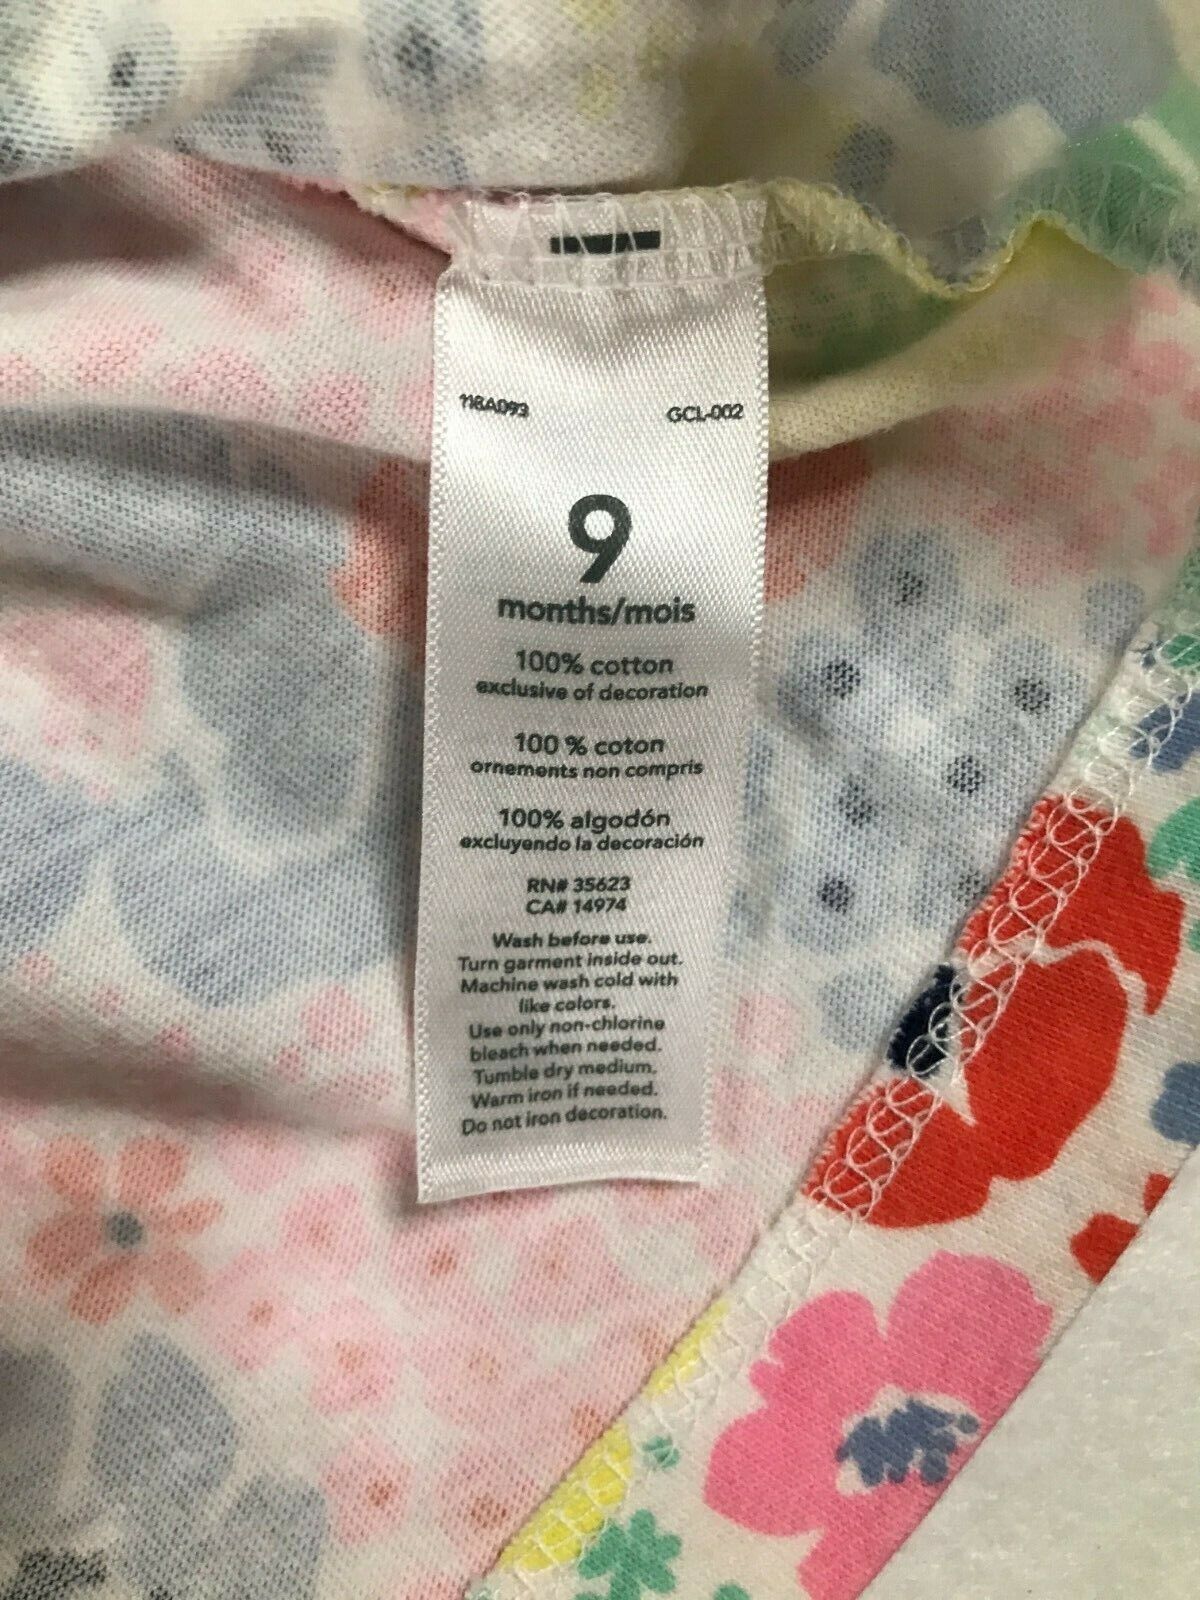 118A093 GCL-002
9
months/mois
100% cotton
exclusive of decoration
100 % coton
ornements non compris
100% algodón
excluyendo la decoración
RN# 35623
CA# 14974
Wash before use.
Turn garment inside out.
Machine wash cold with
like colors.
Use only non-chlorine
bleach when needed.
Tumble dry medium.
Warm iron if needed.
Do not iron decoration.